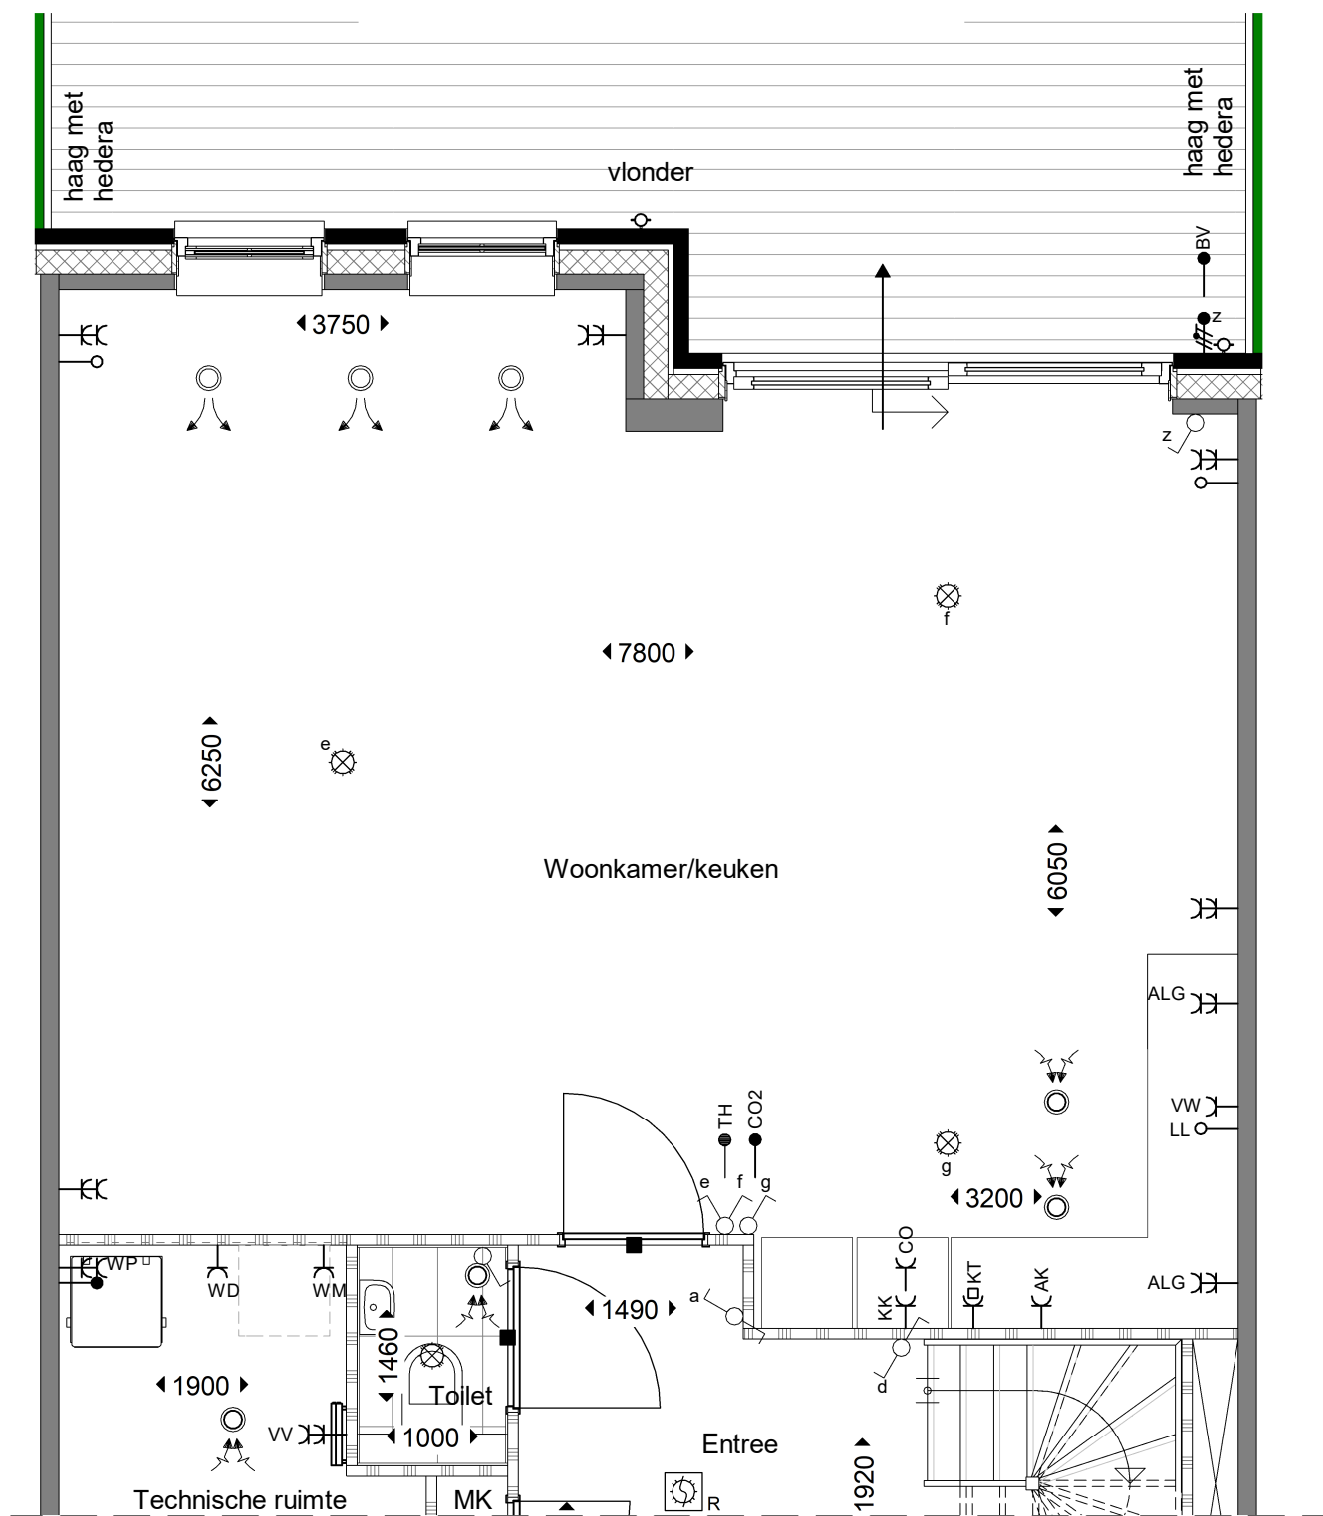 haag met
hedera
haag met
hedera
vlonder
BV
z
3750
z
f
7800
6250
e
Woonkamer/keuken
6050
ALG
VW
LL
TH
CO2
e
f
g
g
3200
WP
WD
WM
CO
KT
AK
KK
ALG
a
1490
1460
d
1900
Toilet
VV
1000
Entree
1920
Technische ruimte
MK
R